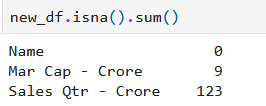 new_df.isna().sum()
Name 0
Mar Cap - Crore 9
Sales Qtr - Crore 123